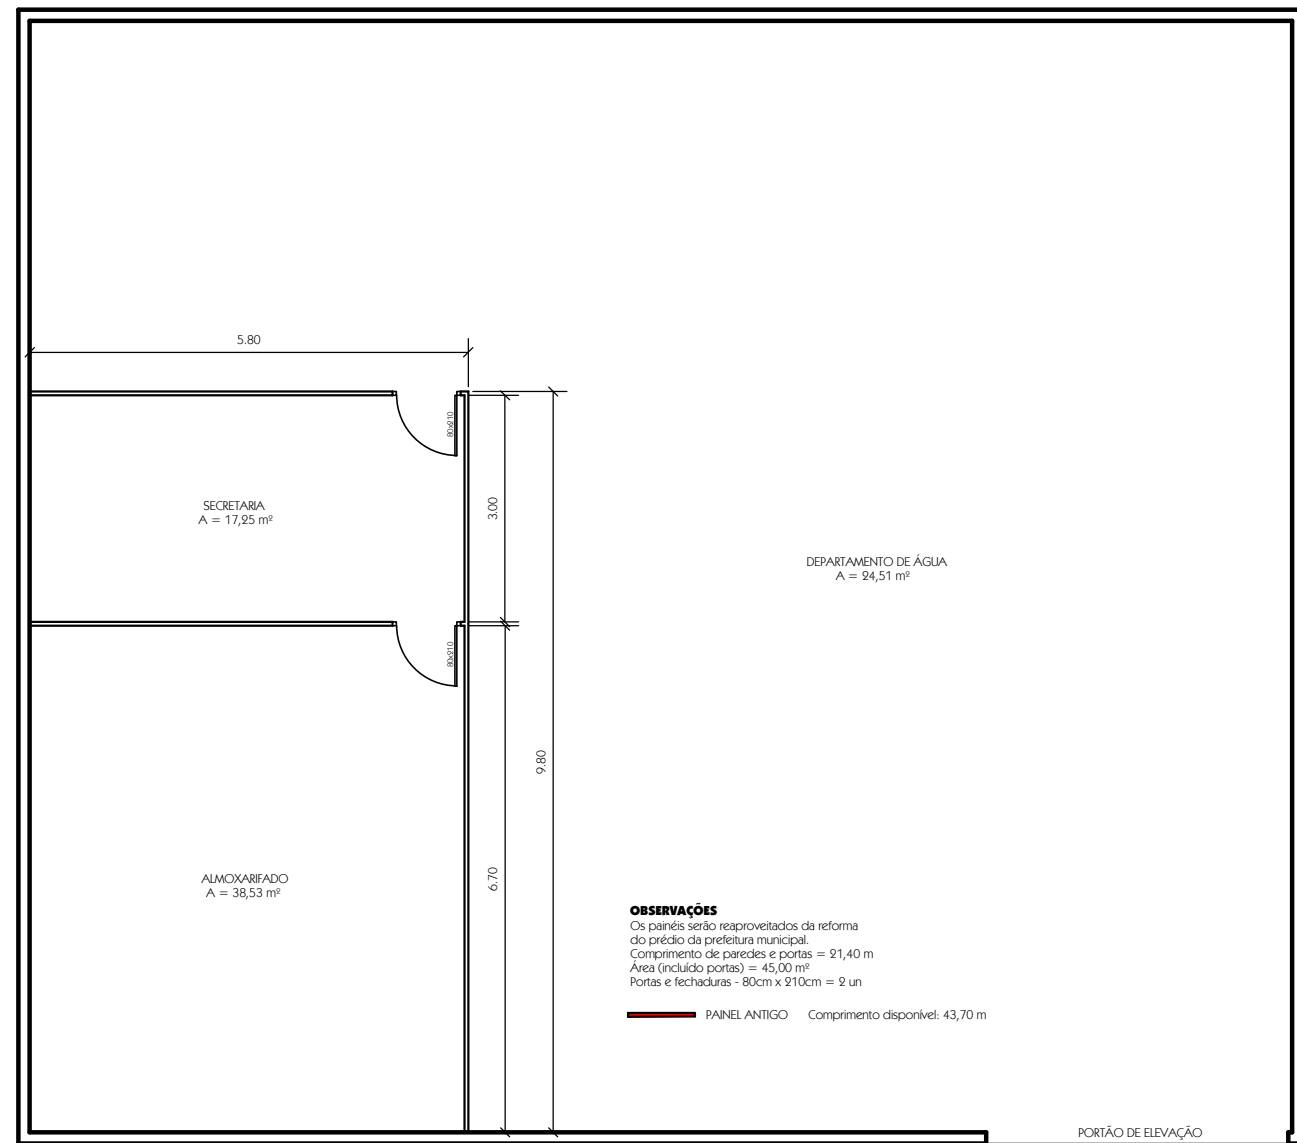 5.80
80x210
SECRETARIA
A = 17,25 m²
3.00
DEPARTAMENTO DE ÁGUA
A = 24,51 m²
80x210
9.80
6.70
ALMOXARIFADO
A = 38,53 m²
OBSERVAÇÕES
Os painéis serão reaproveitados da reforma
do prédio da prefeitura municipal.
Comprimento de paredes e portas = 21,40 m
Área (incluído portas) = 45,00 m²
Portas e fechaduras - 80cm x 210cm = 2 un
PAINEL ANTIGO Comprimento disponível: 43,70 m
PORTÃO DE ELEVAÇÃO